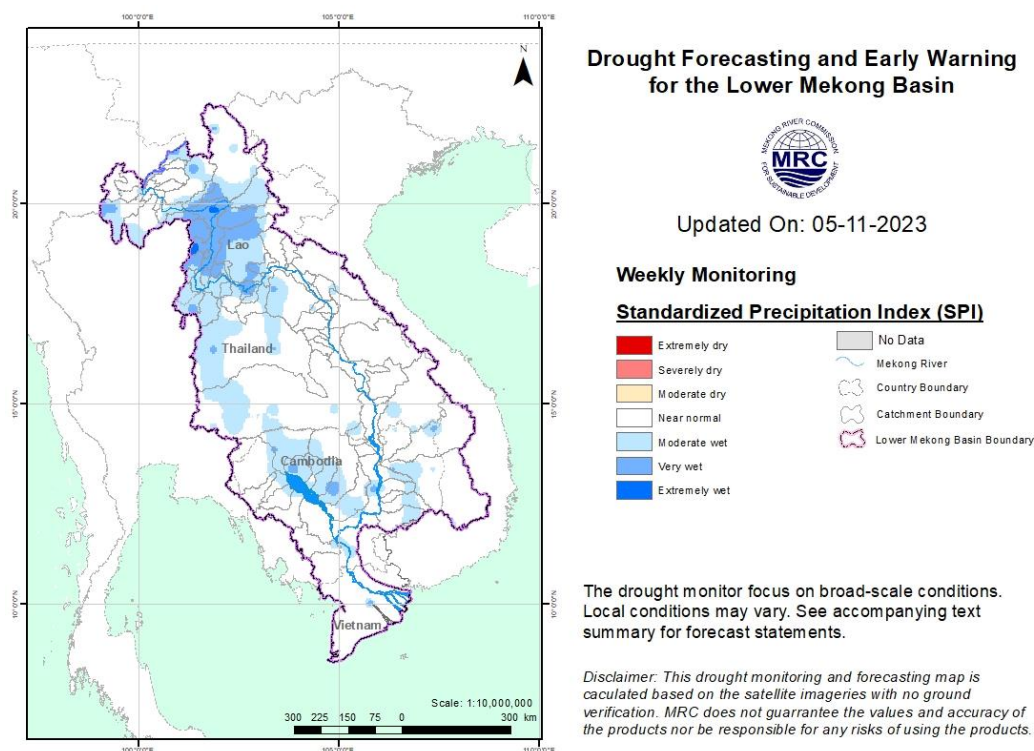 100°0'0"E
105°0'0"E
110°0'0"E
N
20°0'0"N
20°0'0"N
15°0'0"N
15°0'0"N
10°0'0"N
10°0'0"N
Lao
Thailand
Cambodia
Vietnam
Scale: 1:10,000,000
300 225 150 75 0 300 km
100°0'0"E
105°0'0"E
110°0'0"E
Drought Forecasting and Early Warning
for the Lower Mekong Basin
MEKONG RIVER COMMISSION
MRC
FOR SUSTAINABLE DEVELOPMENT
Updated On: 05-11-2023
Weekly Monitoring
Standardized Precipitation Index (SPI)
Extremely dry
Severely dry
Moderate dry
Near normal
Moderate wet
Very wet
Extremely wet
No Data
Mekong River
Country Boundary
Catchment Boundary
Lower Mekong Basin Boundary
The drought monitor focus on broad-scale conditions.
Local conditions may vary. See accompanying text
summary for forecast statements.
Disclaimer: This drought monitoring and forecasting map is
caculated based on the satellite imageries with no ground
verification. MRC does not guarrantee the values and accuracy of
the products nor be responsible for any risks of using the products.